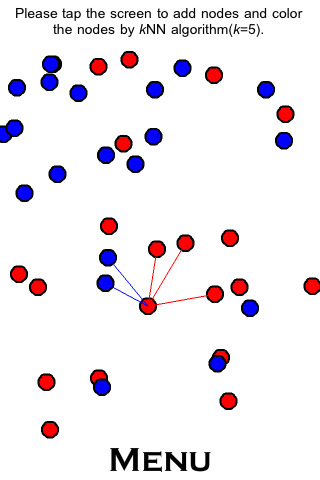 Please tap the screen to add nodes and color
the nodes by kNN algorithm(k=5).
MENU